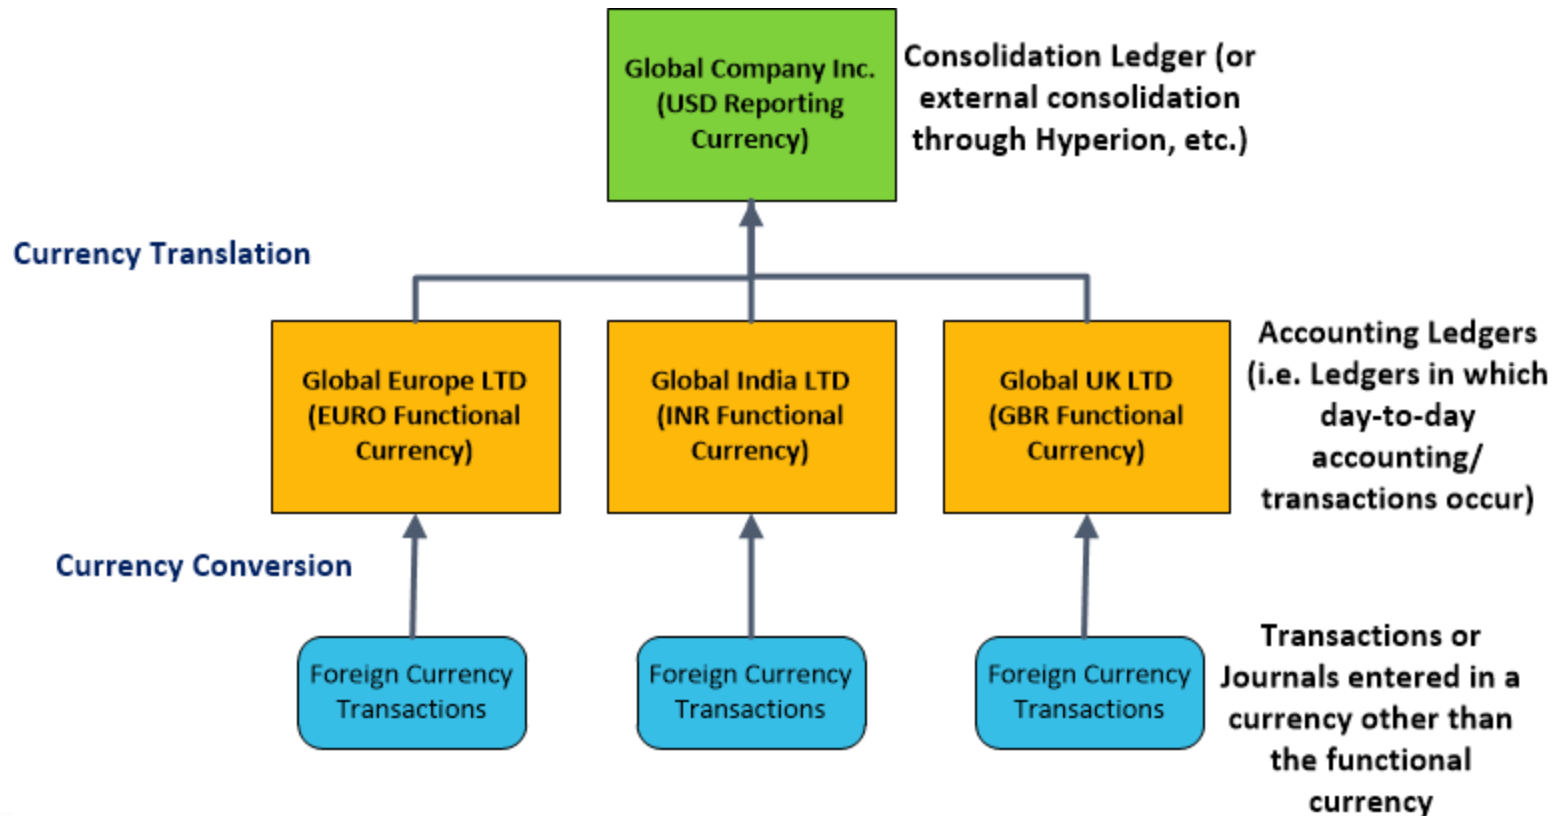 Global Company Inc.
(USD Reporting
Currency)
Consolidation Ledger (or
external consolidation
through Hyperion, etc.)
Currency Translation
Global Europe LTD
(EURO Functional
Currency)
Global India LTD
(INR Functional
Currency)
Global UK LTD
(GBR Functional
Currency)
Accounting Ledgers
(i.e. Ledgers in which
day-to-day
accounting/
transactions occur)
Currency Conversion
Foreign Currency
Transactions
Foreign Currency
Transactions
Foreign Currency
Transactions
Transactions or
Journals entered in a
currency other than
the functional
currency